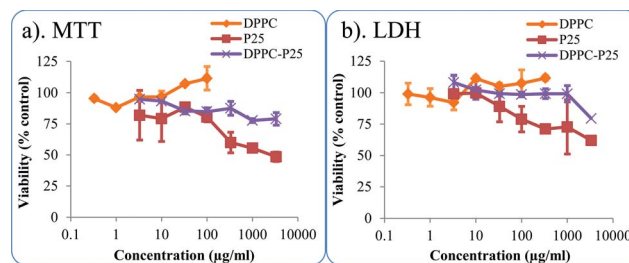 a). MTT
DPPC
P25
DPPC-P25
Viability (% control)
125
100
75
50
25
0
0.1 1 10 100 1000 10000
Concentration (µg/ml)
b). LDH
DPPC
P25
DPPC-P25
Viability (% control)
125
100
75
50
25
0
0.1 1 10 100 1000 10000
Concentration (µg/ml)